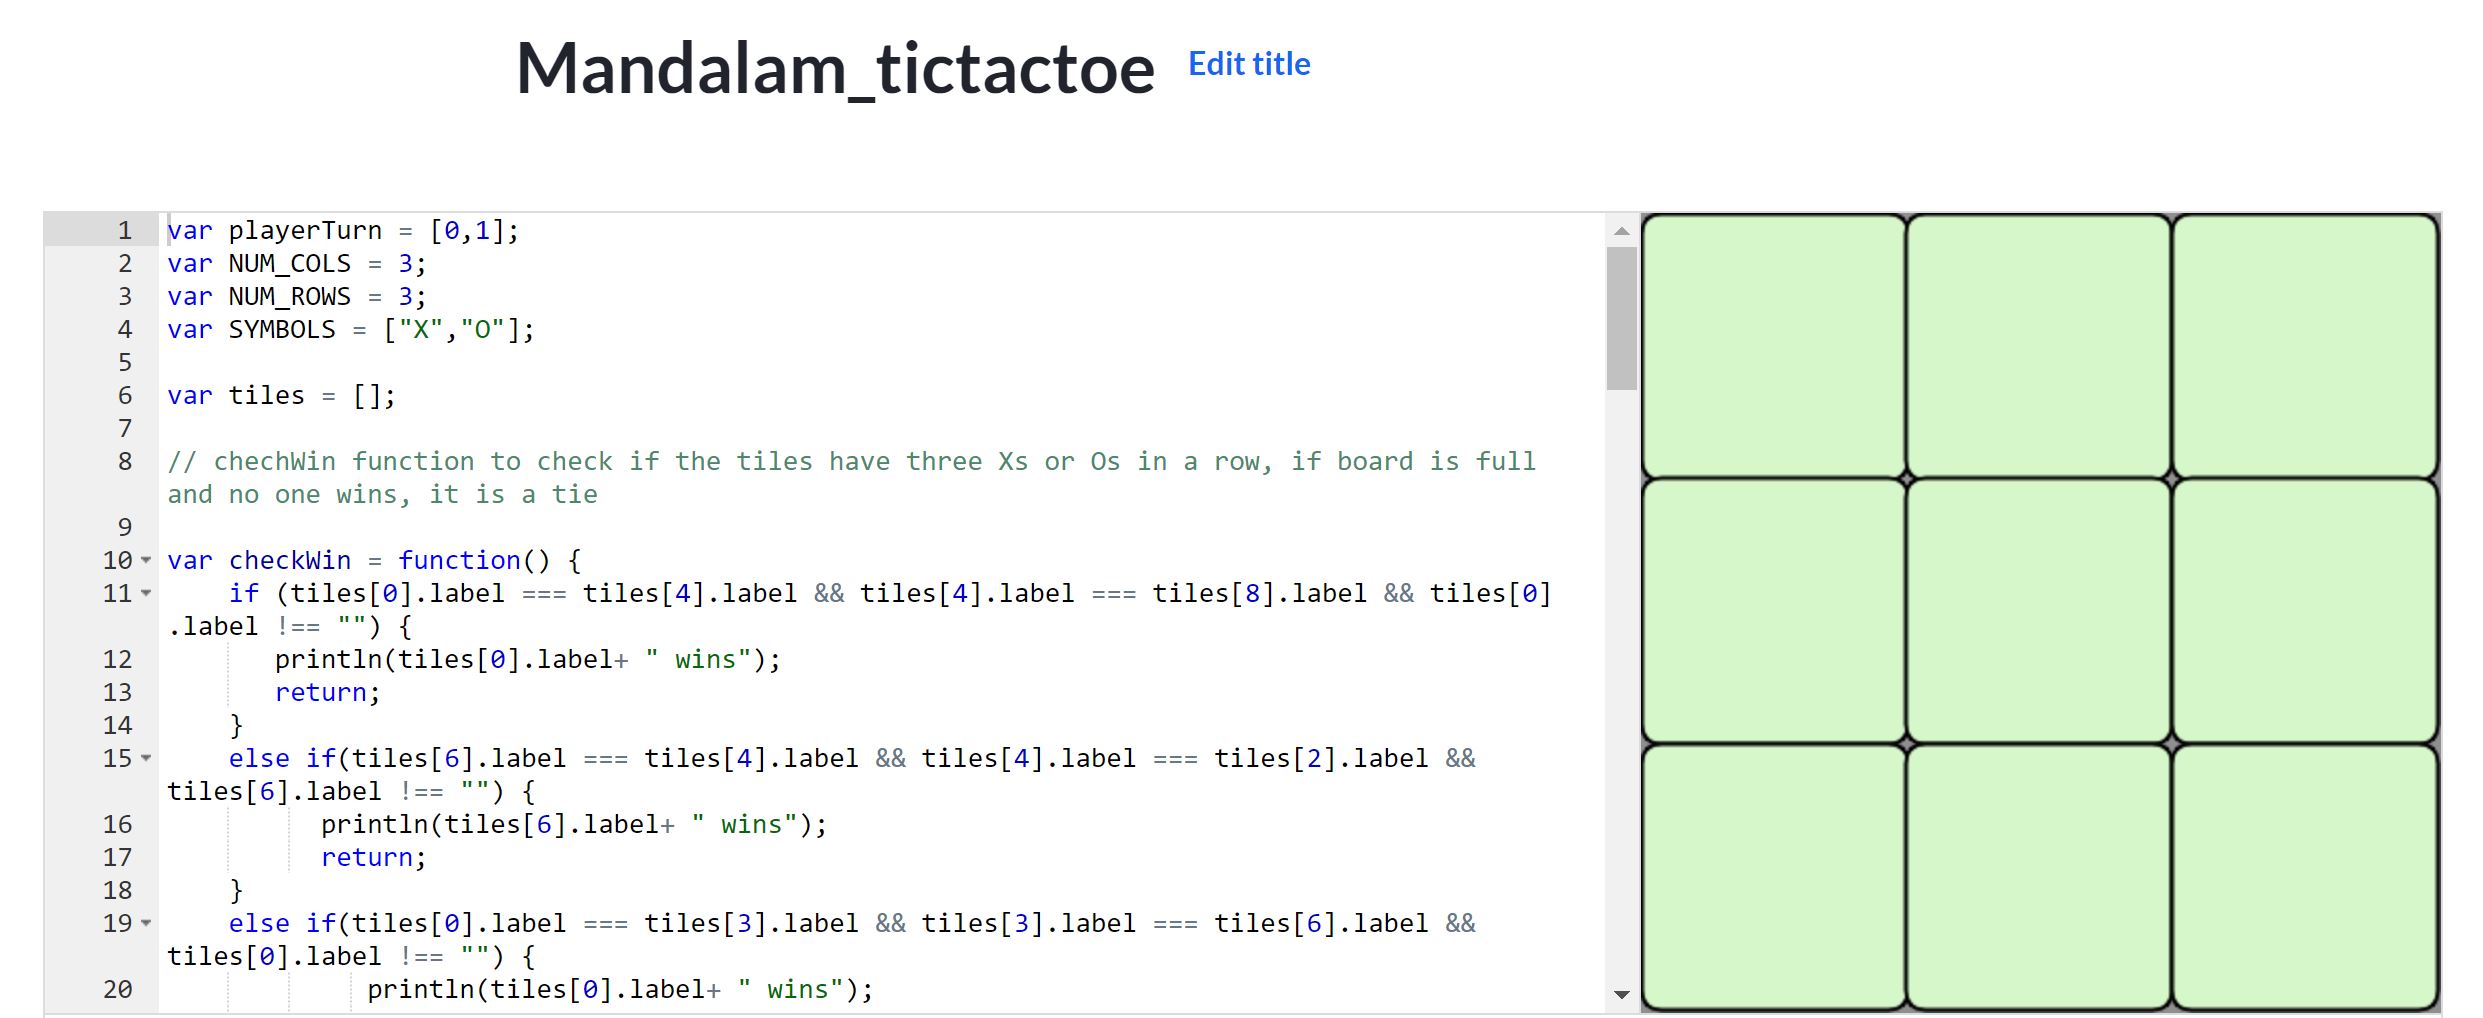 Mandalam_tictactoe Edit title
1 var playerTurn = [0,1];
2 var NUM_COLS = 3;
3 var NUM_ROWS = 3;
4 var SYMBOLS = ["X","O"];
5
6 var tiles = [];
7
8 // chechWin function to check if the tiles have three Xs or Os in a row, if board is full
and no one wins, it is a tie
9
10 var checkWin = function() {
11 if (tiles[0].label === tiles[4].label && tiles[4].label === tiles[8].label && tiles[0]
.label !== "") {
12 println(tiles[0].label+ " wins");
13 return;
14 }
15 else if(tiles[6].label === tiles[4].label && tiles[4].label === tiles[2].label &&
tiles[6].label !== "") {
16 println(tiles[6].label+ " wins");
17 return;
18 }
19 else if(tiles[0].label === tiles[3].label && tiles[3].label === tiles[6].label &&
tiles[0].label !== "") {
20 println(tiles[0].label+ " wins");